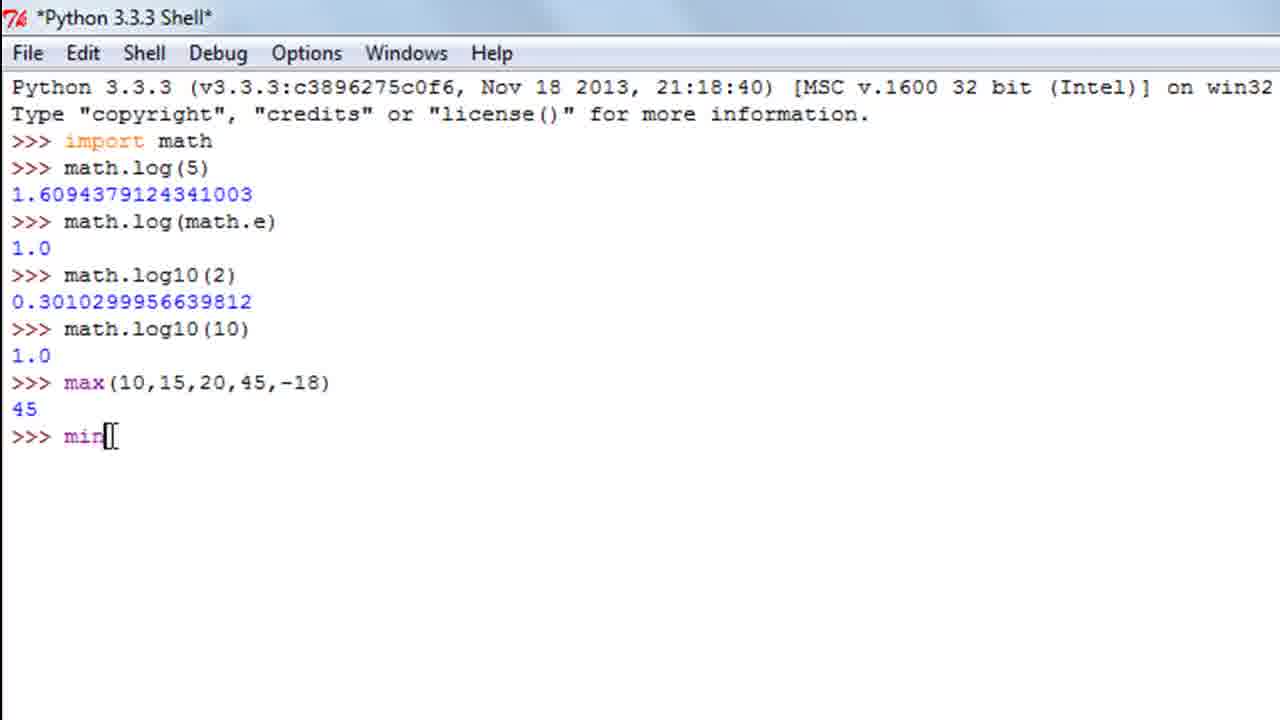 *Python 3.3.3 Shell*
File Edit Shell Debug Options Windows Help
Python 3.3.3 (v3.3.3:c3896275c0f6, Nov 18 2013, 21:18:40) [MSC v.1600 32 bit (Intel)] on win32
Type "copyright", "credits" or "license()" for more information.
>>> import math
>>> math.log(5)
1.6094379124341003
>>> math.log(math.e)
1.0
>>> math.log10(2)
0.3010299956639812
>>> math.log10(10)
1.0
>>> max(10,15,20,45,-18)
45
>>> min